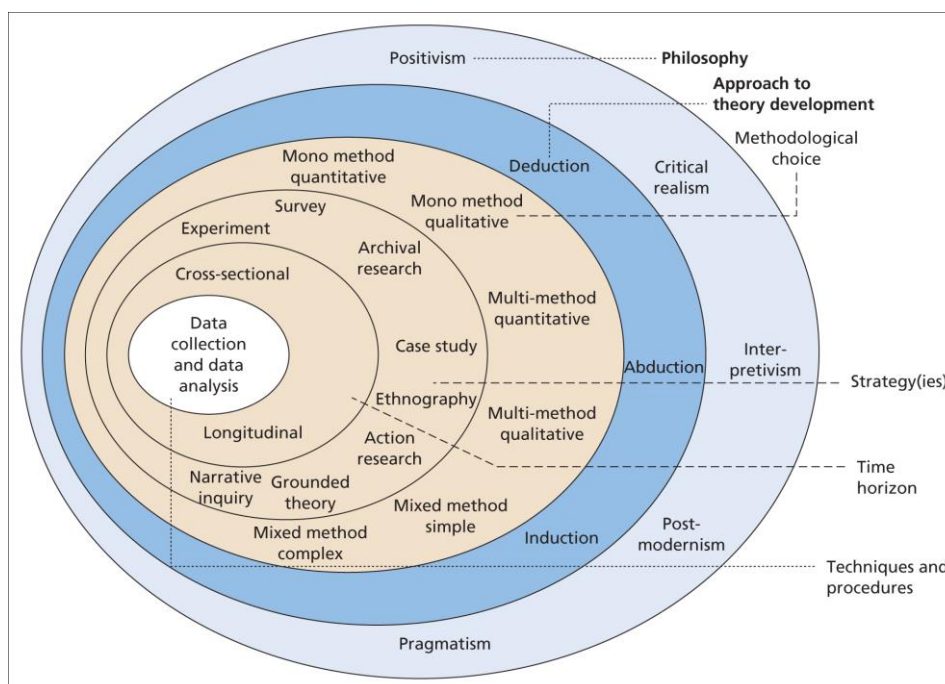 Positivism
Philosophy
Approach to
theory development
Methodological
choice
Mono method
quantitative
Deduction
Critical
realism
Mono method
qualitative
Survey
Experiment
Archival
research
Cross-sectional
Multi-method
quantitative
Data
collection
and data
analysis
Case study
Abduction
Inter-
pretivism
Strategy(ies)
Ethnography
Multi-method
qualitative
Longitudinal
Action
research
Time
horizon
Narrative
inquiry
Grounded
theory
Mixed method
simple
Mixed method
complex
Induction
Post-
modernism
Techniques and
procedures
Pragmatism